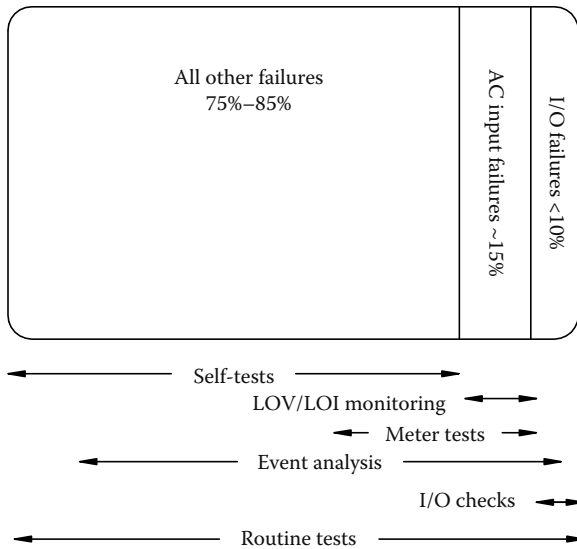 All other failures
75%–85%
AC input failures ~15%
I/O failures <10%
Self-tests
LOV/LOI monitoring
Meter tests
Event analysis
I/O checks
Routine tests